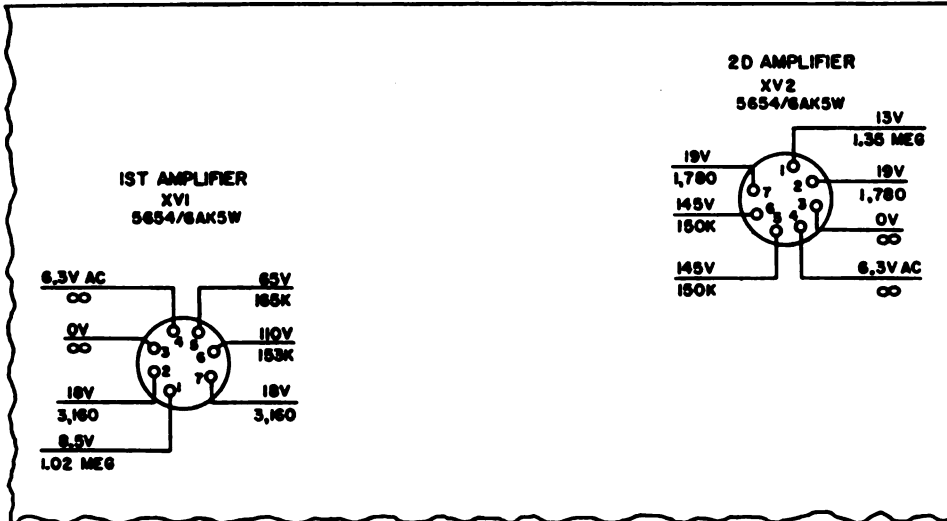 2D AMPLIFIER
XV2
5654/6AK5W
13V
1.35 MEG
19V
1,780
19V
1,780
145V
150K
0V
∞
145V
150K
6.3V AC
∞
1
2
3
4
5
6
7
1ST AMPLIFIER
XV1
5654/6AK5W
6.3V AC
∞
65V
165K
0V
∞
110V
153K
18V
3,160
18V
3,160
8.5V
1.02 MEG
4
5
3
6
2
7
1